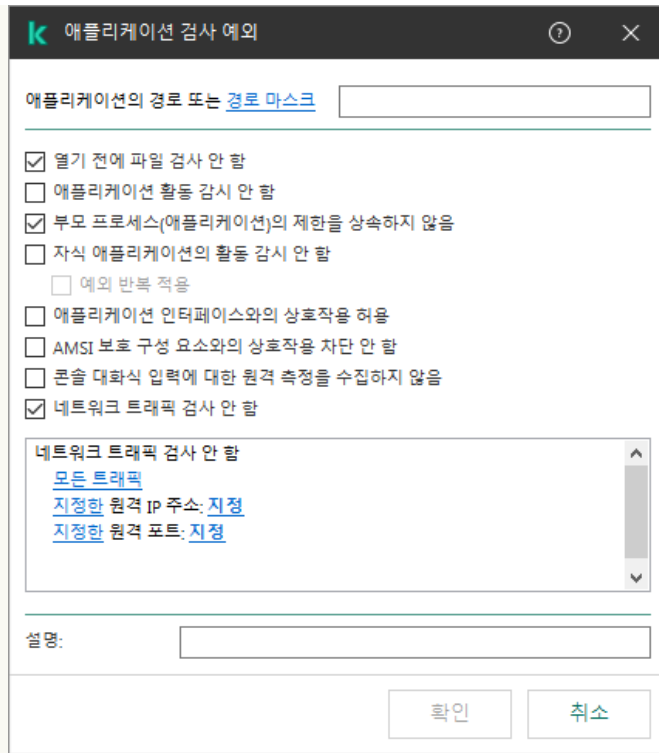 애플리케이션 검사 예외
애플리케이션의 경로 또는 경로 마스크
열기 전에 파일 검사 안 함
애플리케이션 활동 감시 안 함
부모 프로세스(애플리케이션)의 제한을 상속하지 않음
자식 애플리케이션의 활동 감시 안 함
예외 반복 적용
애플리케이션 인터페이스와의 상호작용 허용
AMSI 보호 구성 요소와의 상호작용 차단 안 함
콘솔 대화식 입력에 대한 원격 측정을 수집하지 않음
네트워크 트래픽 검사 안 함
네트워크 트래픽 검사 안 함
모든 트래픽
지정한 원격 IP 주소: 지정
지정한 원격 포트: 지정
설명:
확인 취소